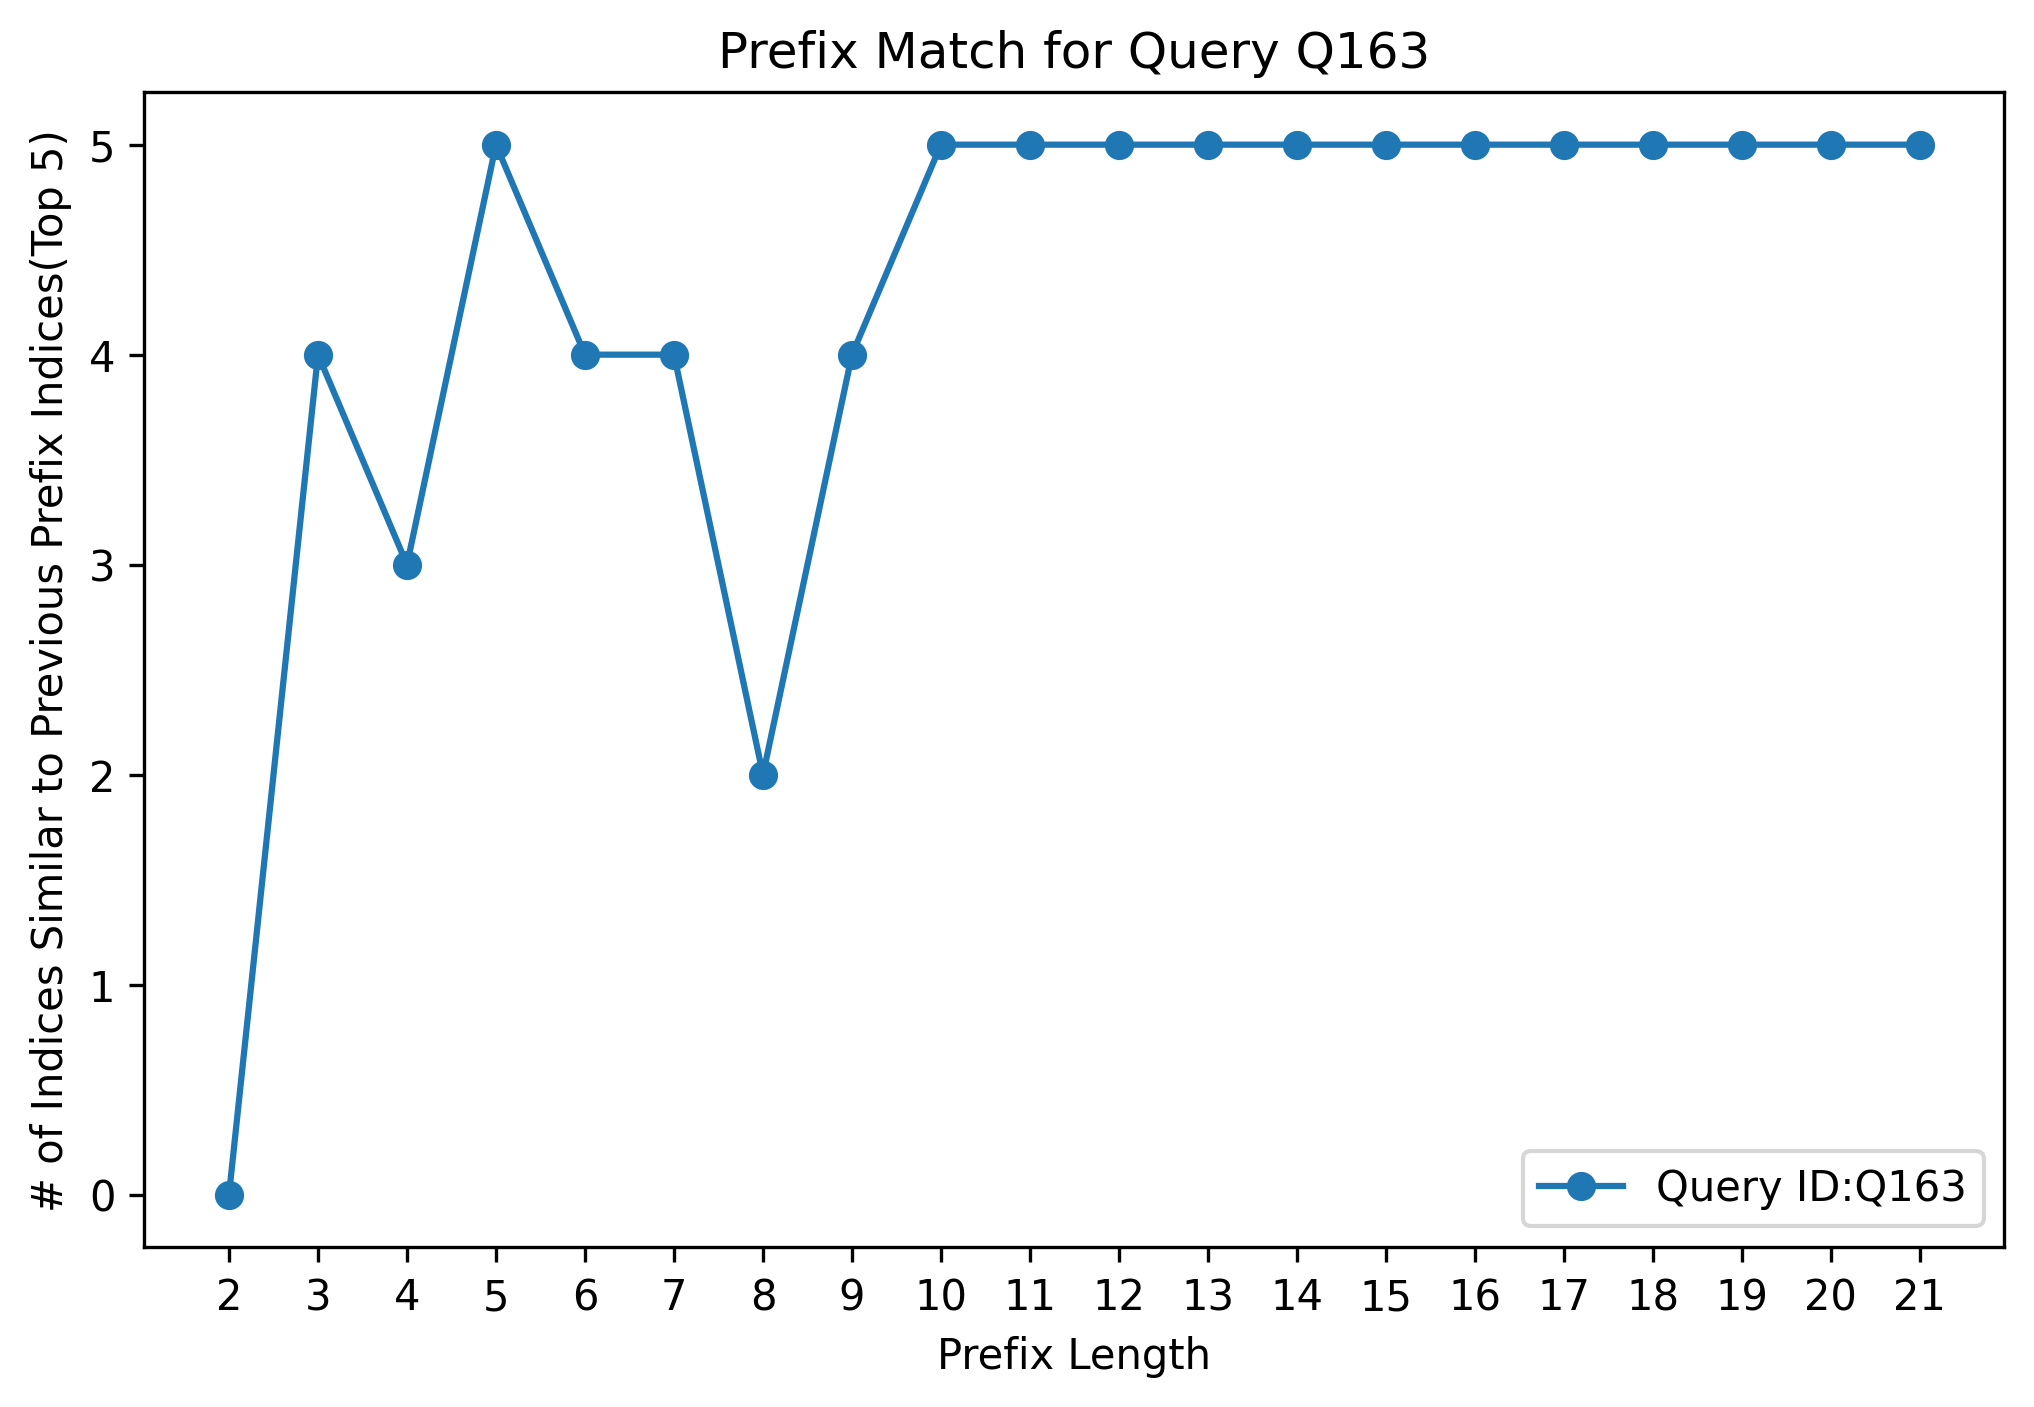 Prefix Match for Query Q163
# of Indices Similar to Previous Prefix Indices(Top 5)
5
4
3
2
1
0
Query ID:Q163
2 3 4 5 6 7 8 9 10 11 12 13 14 15 16 17 18 19 20 21
Prefix Length